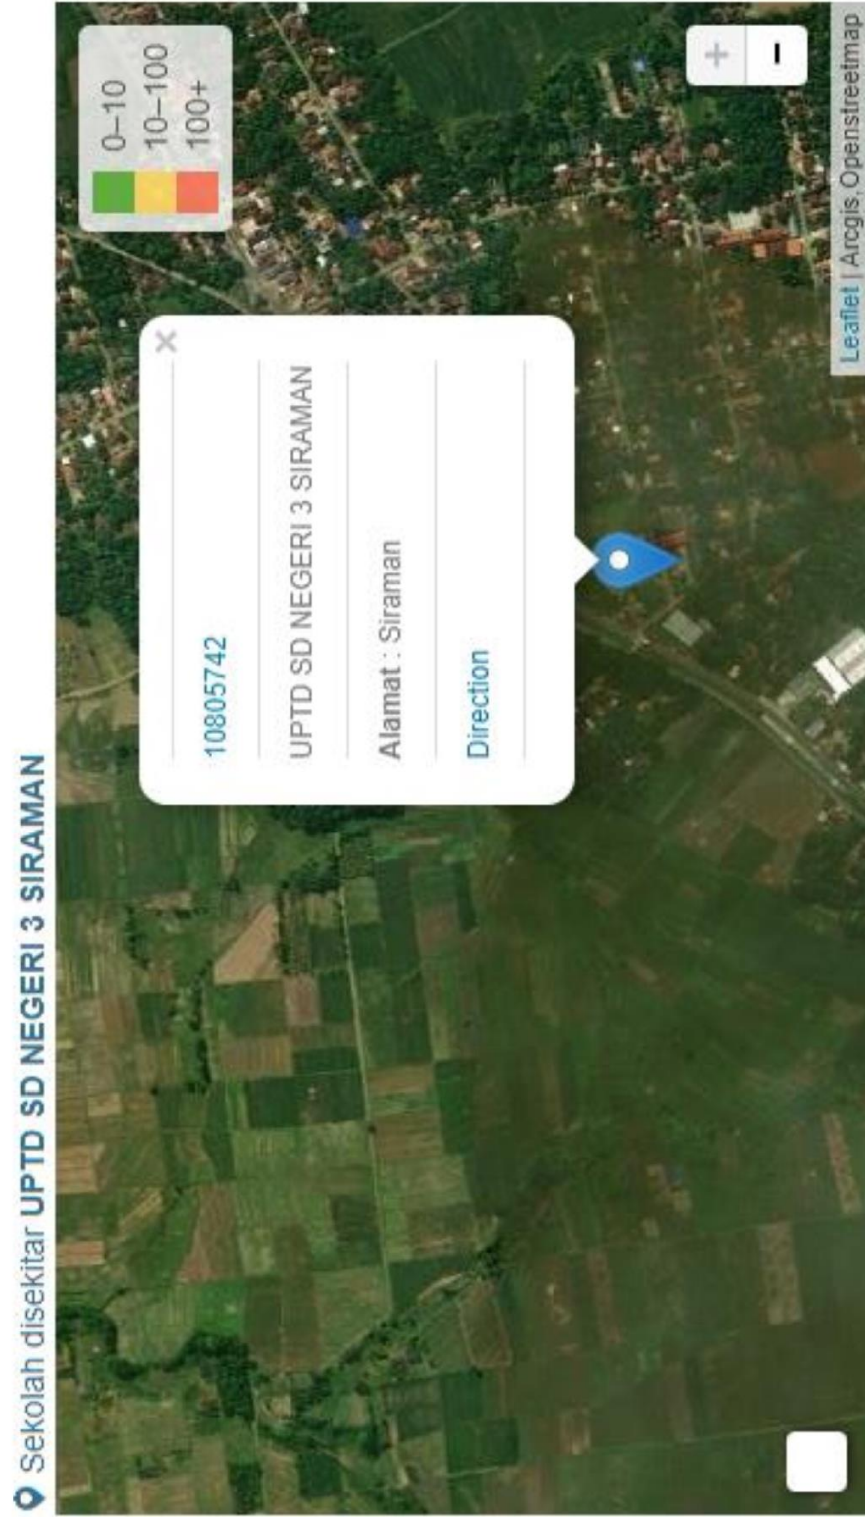 Sekolah disekitar UPTD SD NEGERI 3 SIRAMAN
0–10
10–100
100+
10805742
UPTD SD NEGERI 3 SIRAMAN
Alamat : Siraman
Direction
×
+
−
Leaflet | Arcgis Openstreetmap